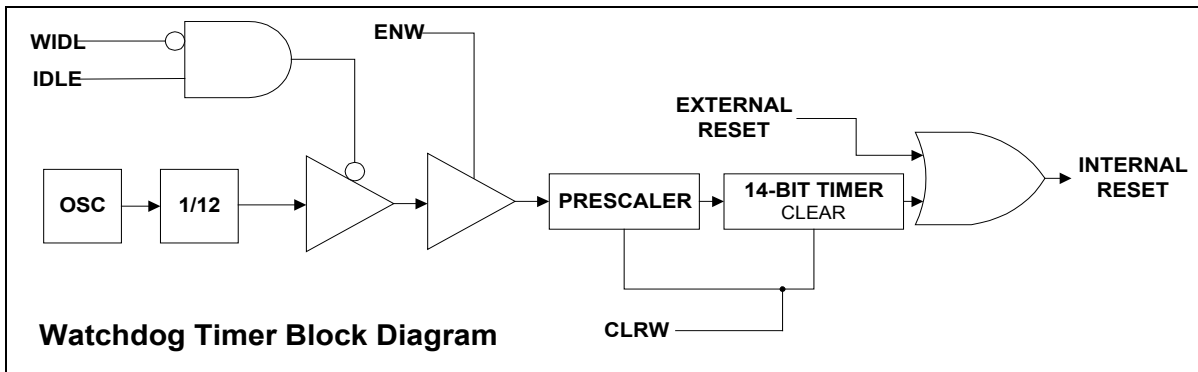 WIDL
IDLE
ENW
EXTERNAL
RESET
INTERNAL
RESET
OSC
1/12
PRESCALER
14-BIT TIMER
CLEAR
CLRW
Watchdog Timer Block Diagram